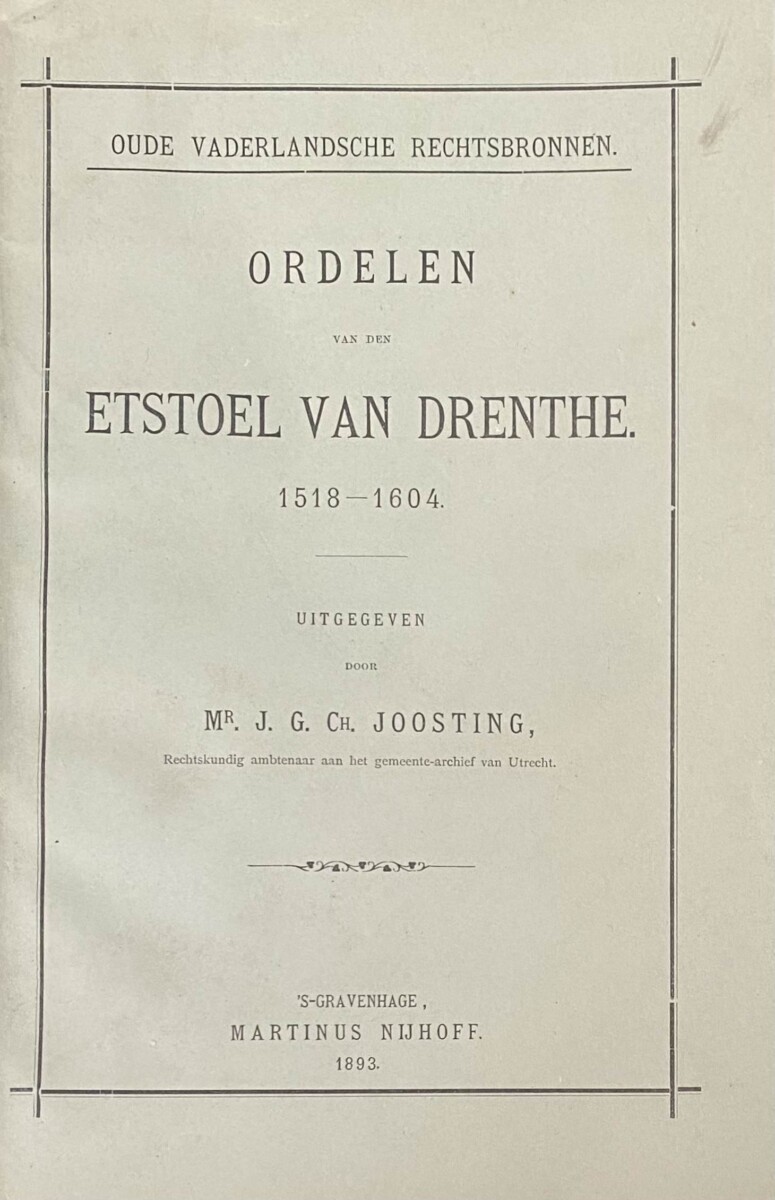 OUDE VADERLANDSCHE RECHTSBRONNEN.
ORDELEN
VAN DEN
ETSTOEL VAN DRENTHE.
1518—1604.
UITGEGEVEN
DOOR
MR. J. G. CH. JOOSTING,
Rechtskundig ambtenaar aan het gemeente-archief van Utrecht.
'S-GRAVENHAGE,
MARTINUS NIJHOFF.
1893.